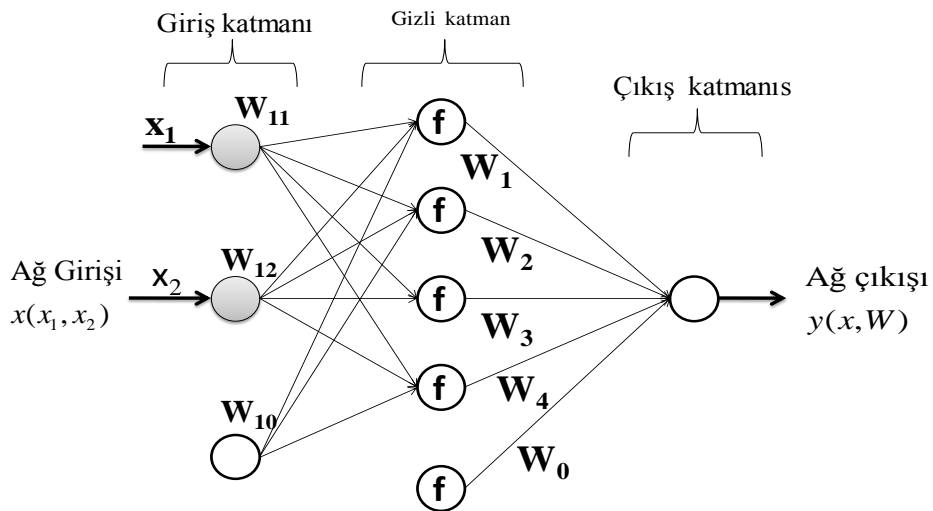 Giriş katmanı
Gizli katman
Çıkış katmanıs
W₁₁
x₁
f
W₁
f
W₂
W₁₂
Ağ Girişi
x₂
x(x₁, x₂)
f
W₃
Ağ çıkışı
y(x, W)
f
W₄
W₁₀
W₀
f